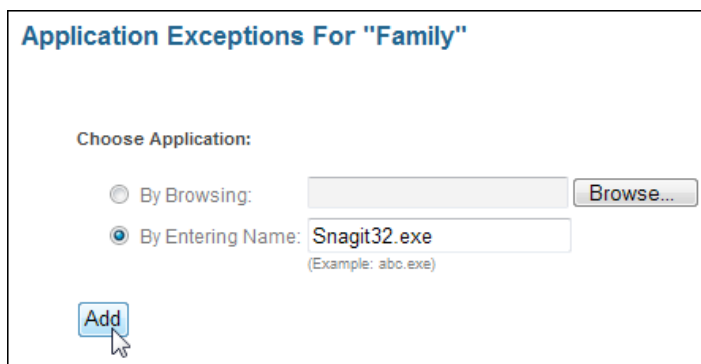 Application Exceptions For "Family"
Choose Application:
By Browsing: Browse...
By Entering Name: Snagit32.exe
(Example: abc.exe)
Add